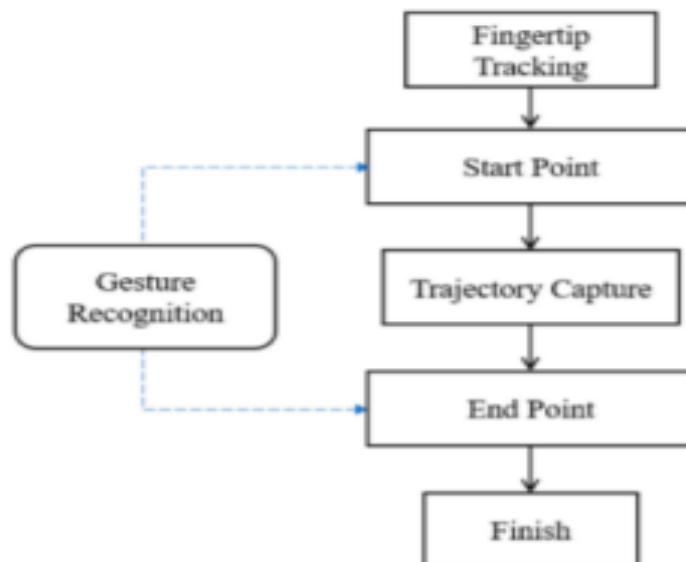 Fingertip
Tracking
Start Point
Gesture
Recognition
Trajectory Capture
End Point
Finish